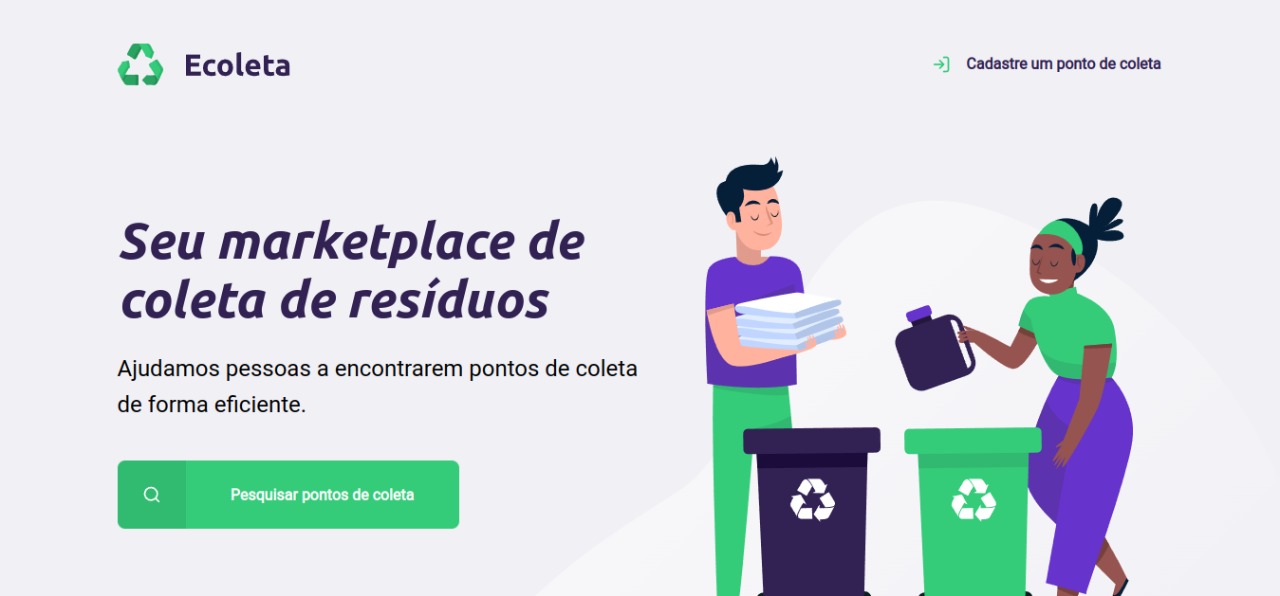 Ecoleta
Cadastre um ponto de coleta
Seu marketplace de
coleta de resíduos
Ajudamos pessoas a encontrarem pontos de coleta
de forma eficiente.
Pesquisar pontos de coleta